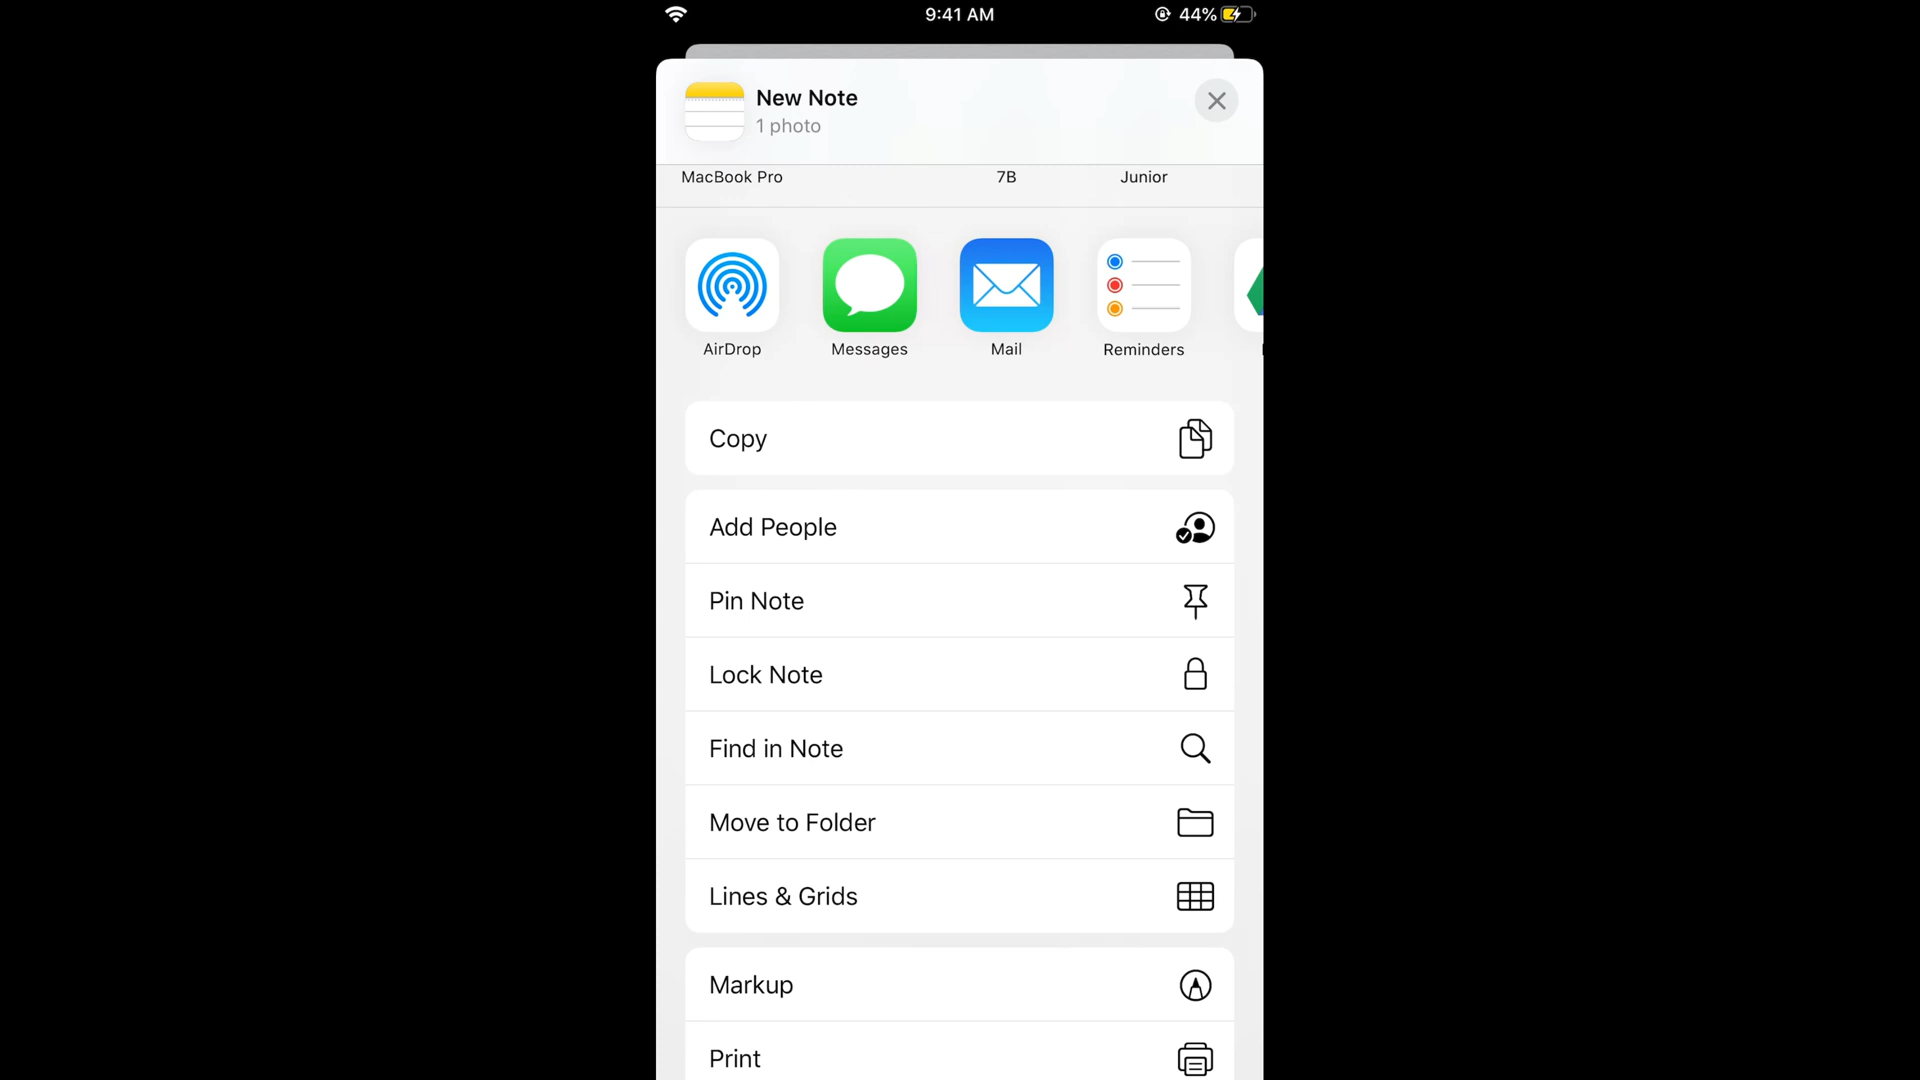 9:41 AM
44%
New Note
1 photo
MacBook Pro
7B
Junior
AirDrop
Messages
Mail
Reminders
Copy
Add People
Pin Note
Lock Note
Find in Note
Move to Folder
Lines & Grids
Markup
Print